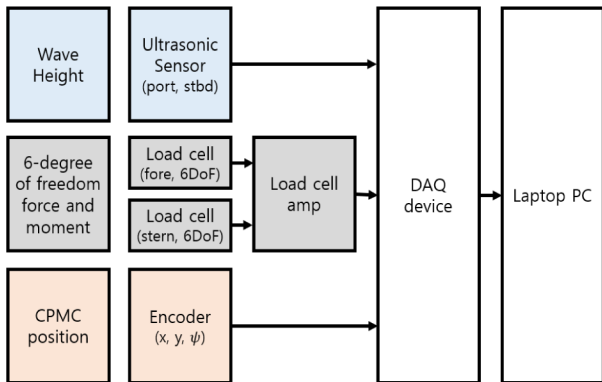 Wave
Height
Ultrasonic
Sensor
(port, stbd)
6-degree
of freedom
force and
moment
Load cell
(fore, 6DoF)
Load cell
(stern, 6DoF)
Load cell
amp
CPMC
position
Encoder
(x, y, ψ)
DAQ
device
Laptop PC